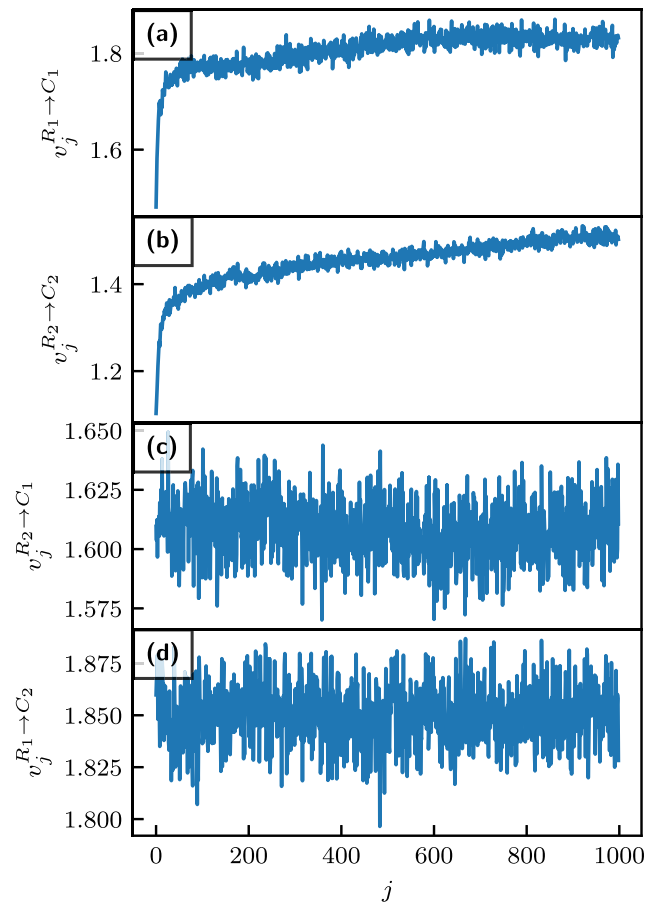 (a)
1.8
1.6
v_j^{R_1→C_1}
(b)
1.4
1.2
v_j^{R_2→C_2}
(c)
1.650
1.625
1.600
1.575
v_j^{R_2→C_1}
(d)
1.875
1.850
1.825
1.800
v_j^{R_1→C_2}
0 200 400 600 800 1000
j